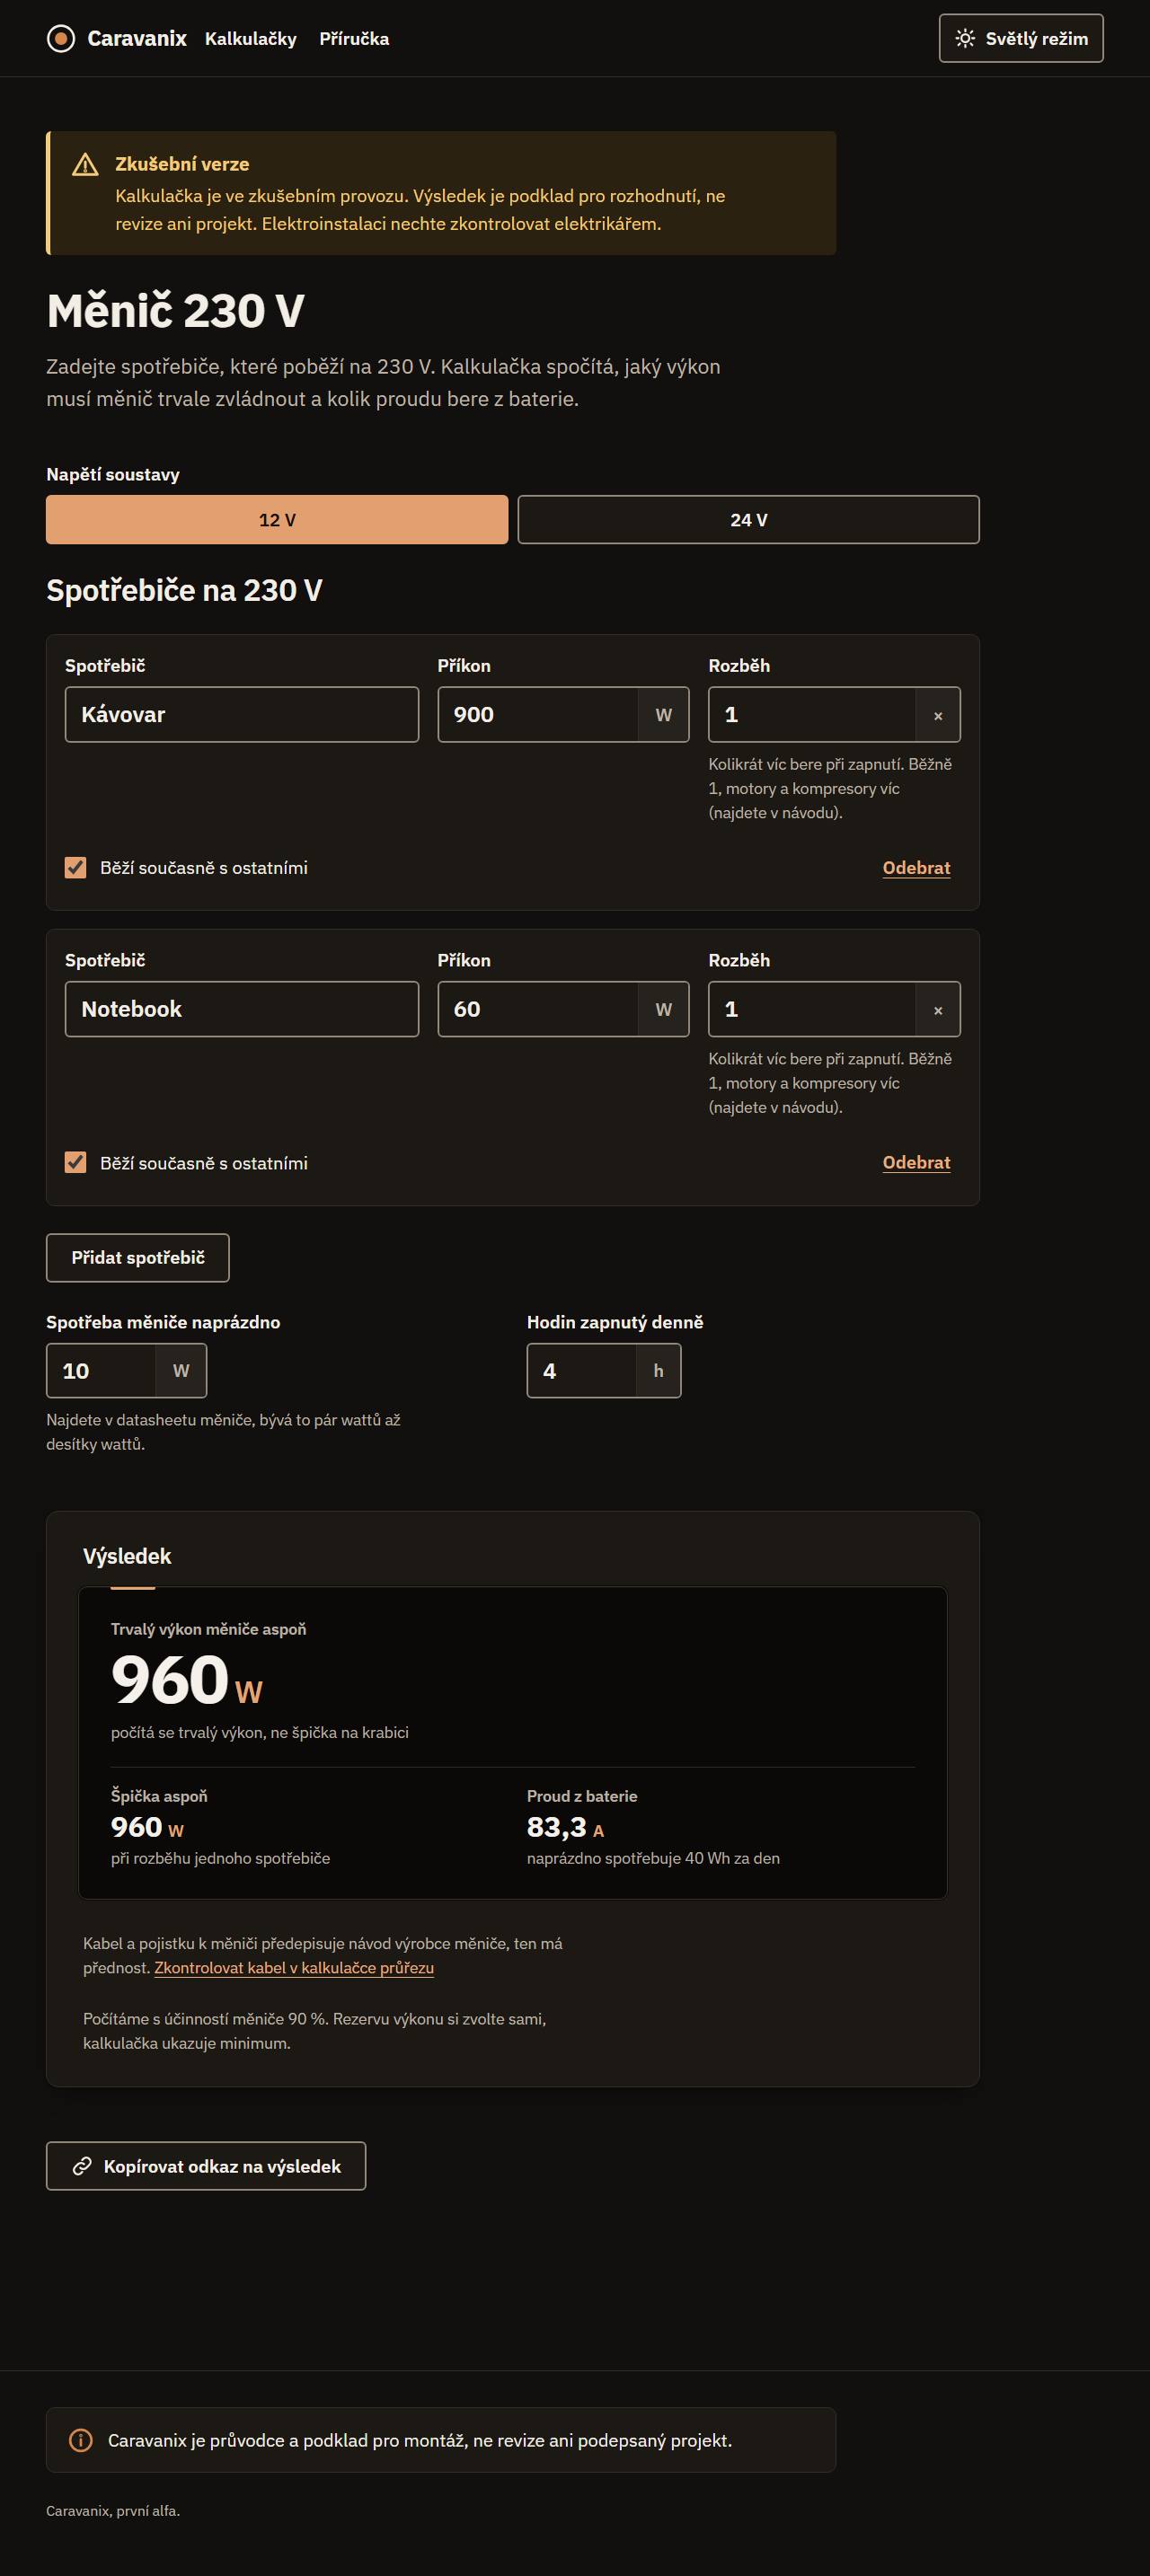 Caravanix Kalkulačky Příručka Světlý režim
Zkušební verze
Kalkulačka je ve zkušebním provozu. Výsledek je podklad pro rozhodnutí, ne
revize ani projekt. Elektroinstalaci nechte zkontrolovat elektrikářem.
Měnič 230 V
Zadejte spotřebiče, které poběží na 230 V. Kalkulačka spočítá, jaký výkon
musí měnič trvale zvládnout a kolik proudu bere z baterie.
Napětí soustavy
12 V 24 V
Spotřebiče na 230 V
Spotřebič Příkon Rozběh
Kávovar 900 W 1 ×
Kolikrát víc bere při zapnutí. Běžně
1, motory a kompresory víc
(najdete v návodu).
Běží současně s ostatními Odebrat
Spotřebič Příkon Rozběh
Notebook 60 W 1 ×
Kolikrát víc bere při zapnutí. Běžně
1, motory a kompresory víc
(najdete v návodu).
Běží současně s ostatními Odebrat
Přidat spotřebič
Spotřeba měniče naprázdno Hodin zapnutý denně
10 W 4 h
Najdete v datasheetu měniče, bývá to pár wattů až
desítky wattů.
Výsledek
Trvalý výkon měniče aspoň
960 W
počítá se trvalý výkon, ne špička na krabici
Špička aspoň Proud z baterie
960 W 83,3 A
při rozběhu jednoho spotřebiče naprázdno spotřebuje 40 Wh za den
Kabel a pojistku k měniči předepisuje návod výrobce měniče, ten má
přednost. Zkontrolovat kabel v kalkulačce průřezu
Počítáme s účinností měniče 90 %. Rezervu výkonu si zvolte sami,
kalkulačka ukazuje minimum.
Kopírovat odkaz na výsledek
Caravanix je průvodce a podklad pro montáž, ne revize ani podepsaný projekt.
Caravanix, první alfa.